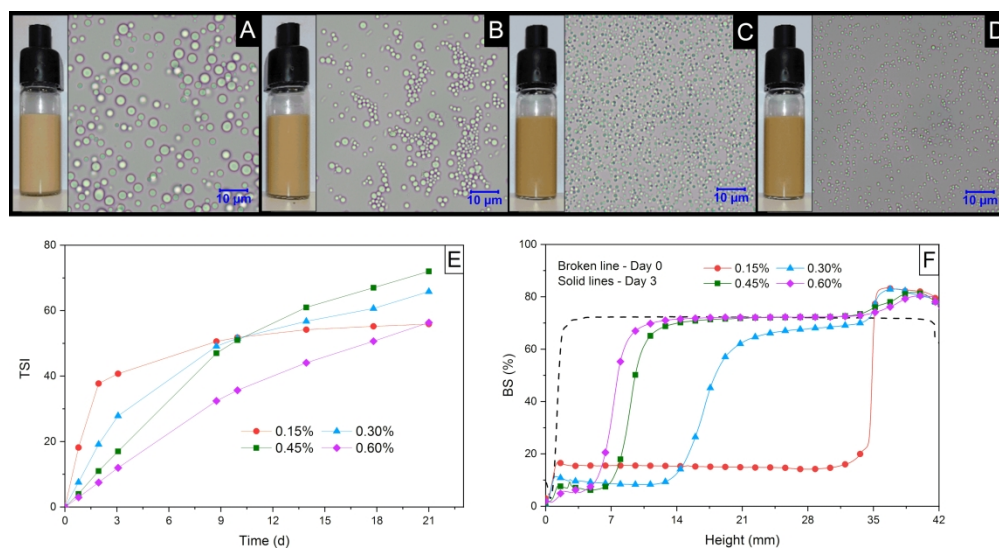 A
B
C
D
10 µm
10 µm
10 µm
10 µm
E
80
60
40
20
0
TSI
0.15%
0.30%
0.45%
0.60%
0
3
6
9
12
15
18
21
Time (d)
F
100
80
60
40
20
0
BS (%)
Broken line - Day 0
Solid lines - Day 3
0.15%
0.30%
0.45%
0.60%
0
7
14
21
28
35
42
Height (mm)